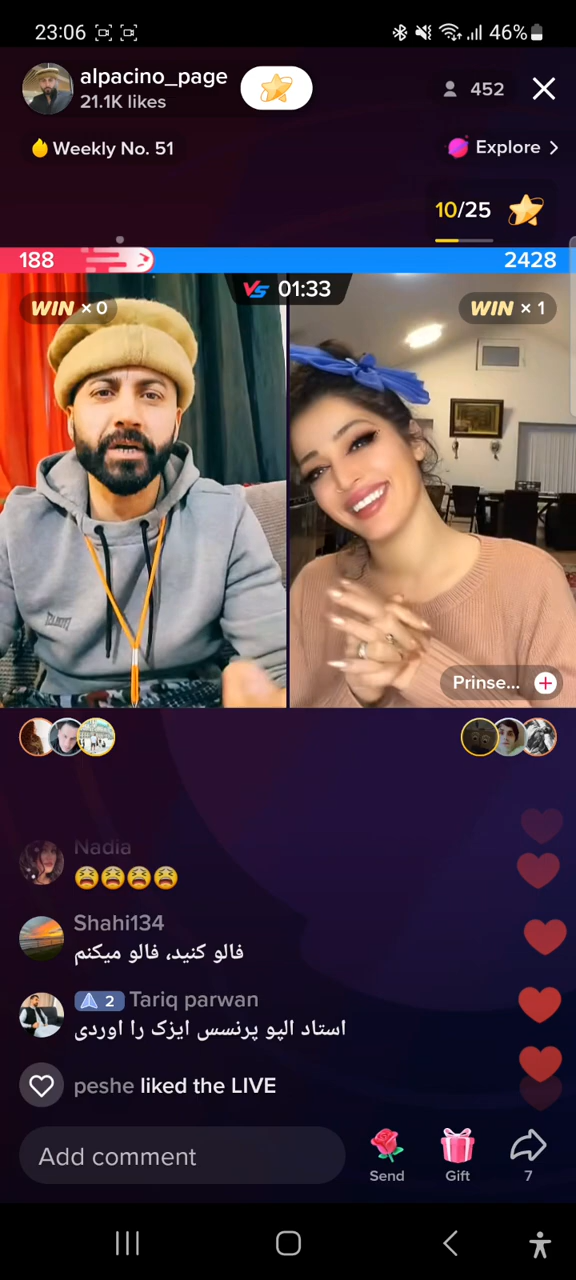 23:06
46%
alpacino_page
21.1K likes
452
Weekly No. 51
Explore
10/25
188
2428
VS 01:33
WIN × 0
WIN × 1
Prinse...
Nadia
Shahi134
فالو کنید، فالو میکنم
2 Tariq parwan
استاد الپو پرنسس ایزک را اوردی
peshe liked the LIVE
Add comment
Send
Gift
7